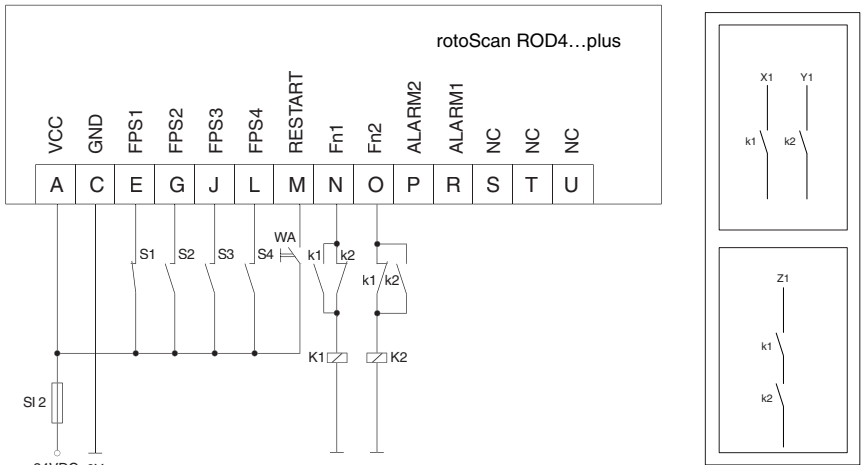 rotoScan ROD4...plus
VCC GND FPS1 FPS2 FPS3 FPS4 RESTART Fn1 Fn2 ALARM2 ALARM1 NC NC NC
A C E G J L M N O P R S T U
S1 S2 S3 S4 WA k1 k2 k1 k2
K1 K2
SI 2
X1 Y1
k1 k2
Z1
k1
k2